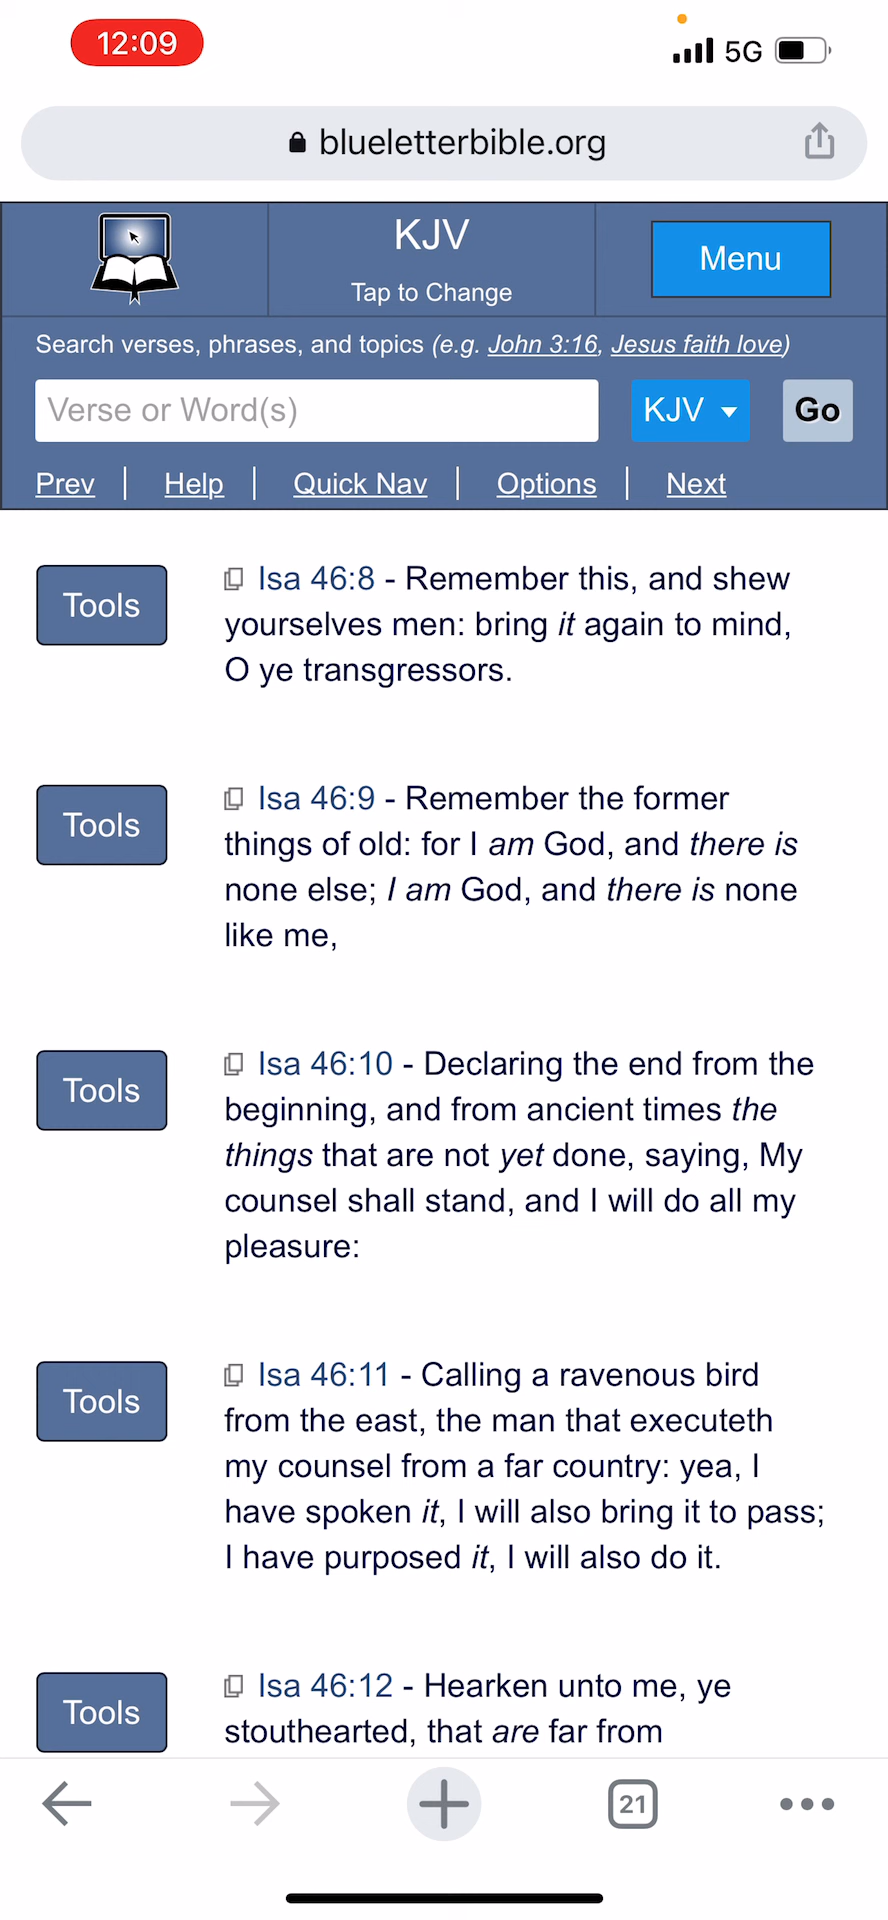 12:09
5G
blueletterbible.org
KJV
Tap to Change
Menu
Search verses, phrases, and topics (e.g. John 3:16, Jesus faith love)
Verse or Word(s)
KJV
Go
Prev | Help | Quick Nav | Options | Next
Tools
Isa 46:8 - Remember this, and shew
yourselves men: bring it again to mind,
O ye transgressors.
Tools
Isa 46:9 - Remember the former
things of old: for I am God, and there is
none else; I am God, and there is none
like me,
Tools
Isa 46:10 - Declaring the end from the
beginning, and from ancient times the
things that are not yet done, saying, My
counsel shall stand, and I will do all my
pleasure:
Tools
Isa 46:11 - Calling a ravenous bird
from the east, the man that executeth
my counsel from a far country: yea, I
have spoken it, I will also bring it to pass;
I have purposed it, I will also do it.
Tools
Isa 46:12 - Hearken unto me, ye
stouthearted, that are far from
21